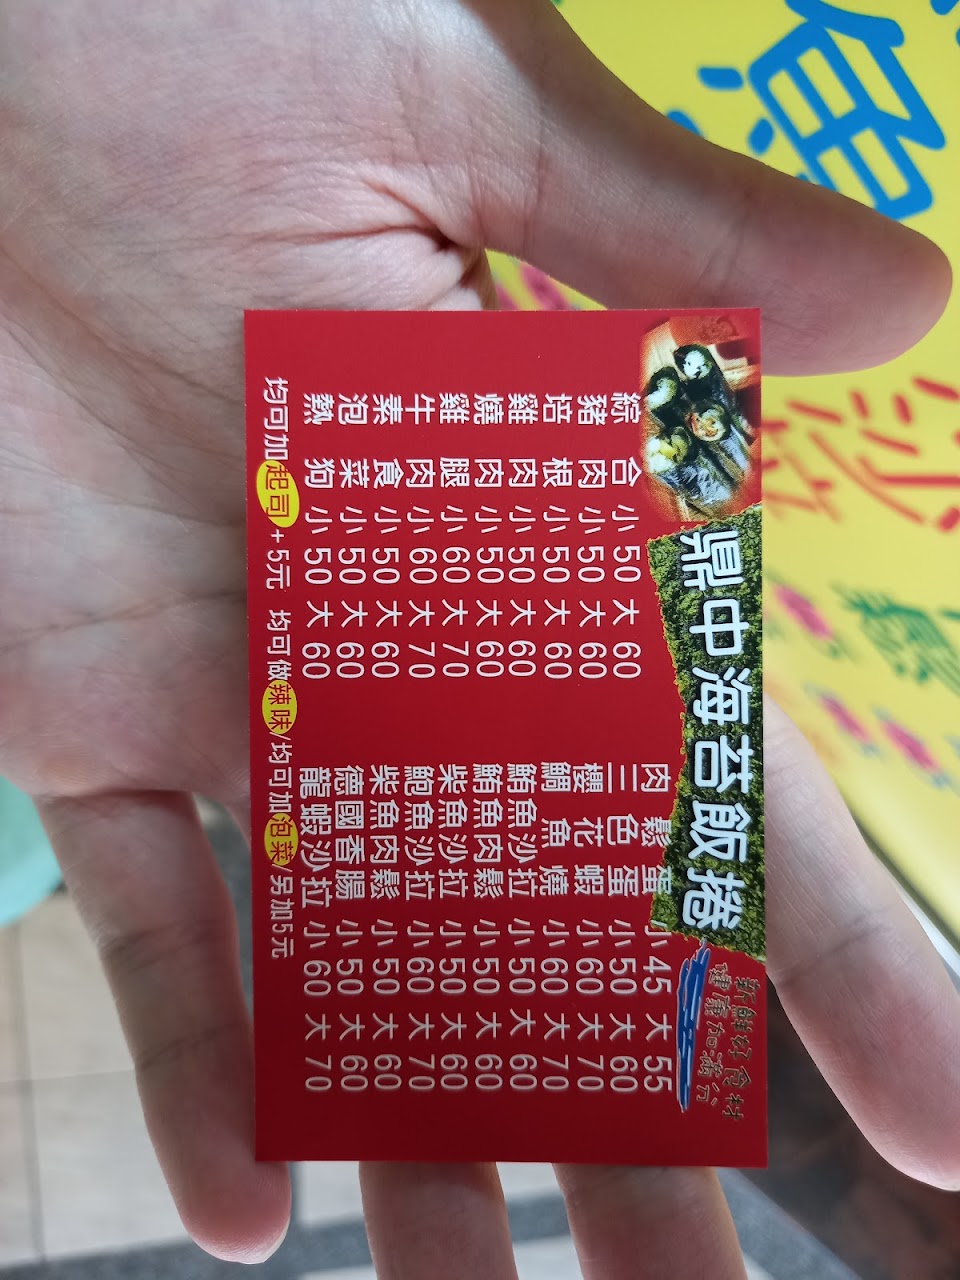 鼎中海苔飯捲
新鮮好食材
健康加滿分
綜合 小50 大60
豬肉 小50 大60
培根 小50 大60
雞肉 小50 大60
燒肉 小50 大60
雞腿 小60 大70
牛肉 小60 大70
素食 小50 大60
泡菜 小50 大60
熱狗 小50 大60
肉鬆蛋 小45 大55
三色蛋 小50 大60
櫻花蝦 小60 大70
鯛魚燒 小60 大70
鮪魚沙拉 小50 大60
鮪魚肉鬆 小50 大60
柴魚沙拉 小50 大60
鮑魚沙拉 小60 大70
柴魚肉鬆 小50 大60
德國香腸 小50 大60
龍蝦沙拉 小60 大70
均可加起司+5元 均可做辣味/均可加泡菜/另加5元